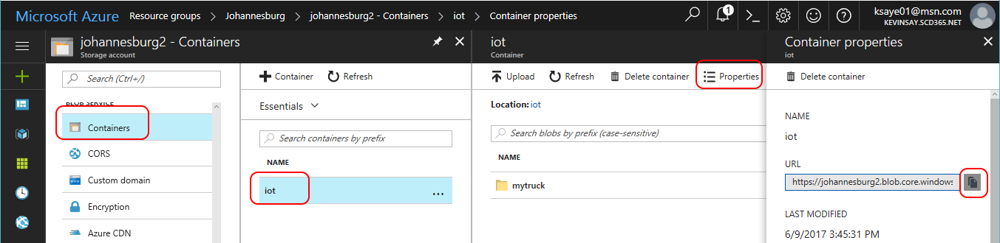 Microsoft Azure Resource groups > Johannesburg > johannesburg2 - Containers > iot > Container properties
1
ksaye01@msn.com
KEVINSAY.SCD365.NET
johannesburg2 - Containers
Storage account
Search (Ctrl+/)
BLOB SERVICE
Containers
CORS
Custom domain
Encryption
Azure CDN
Container
Refresh
Essentials
Search containers by prefix
NAME
iot
...
iot
Container
Upload
Refresh
Delete container
Properties
Location: iot
Search blobs by prefix (case-sensitive)
NAME
mytruck
Container properties
iot
Delete container
NAME
iot
URL
https://johannesburg2.blob.core.windows
LAST MODIFIED
6/9/2017 3:45:31 PM